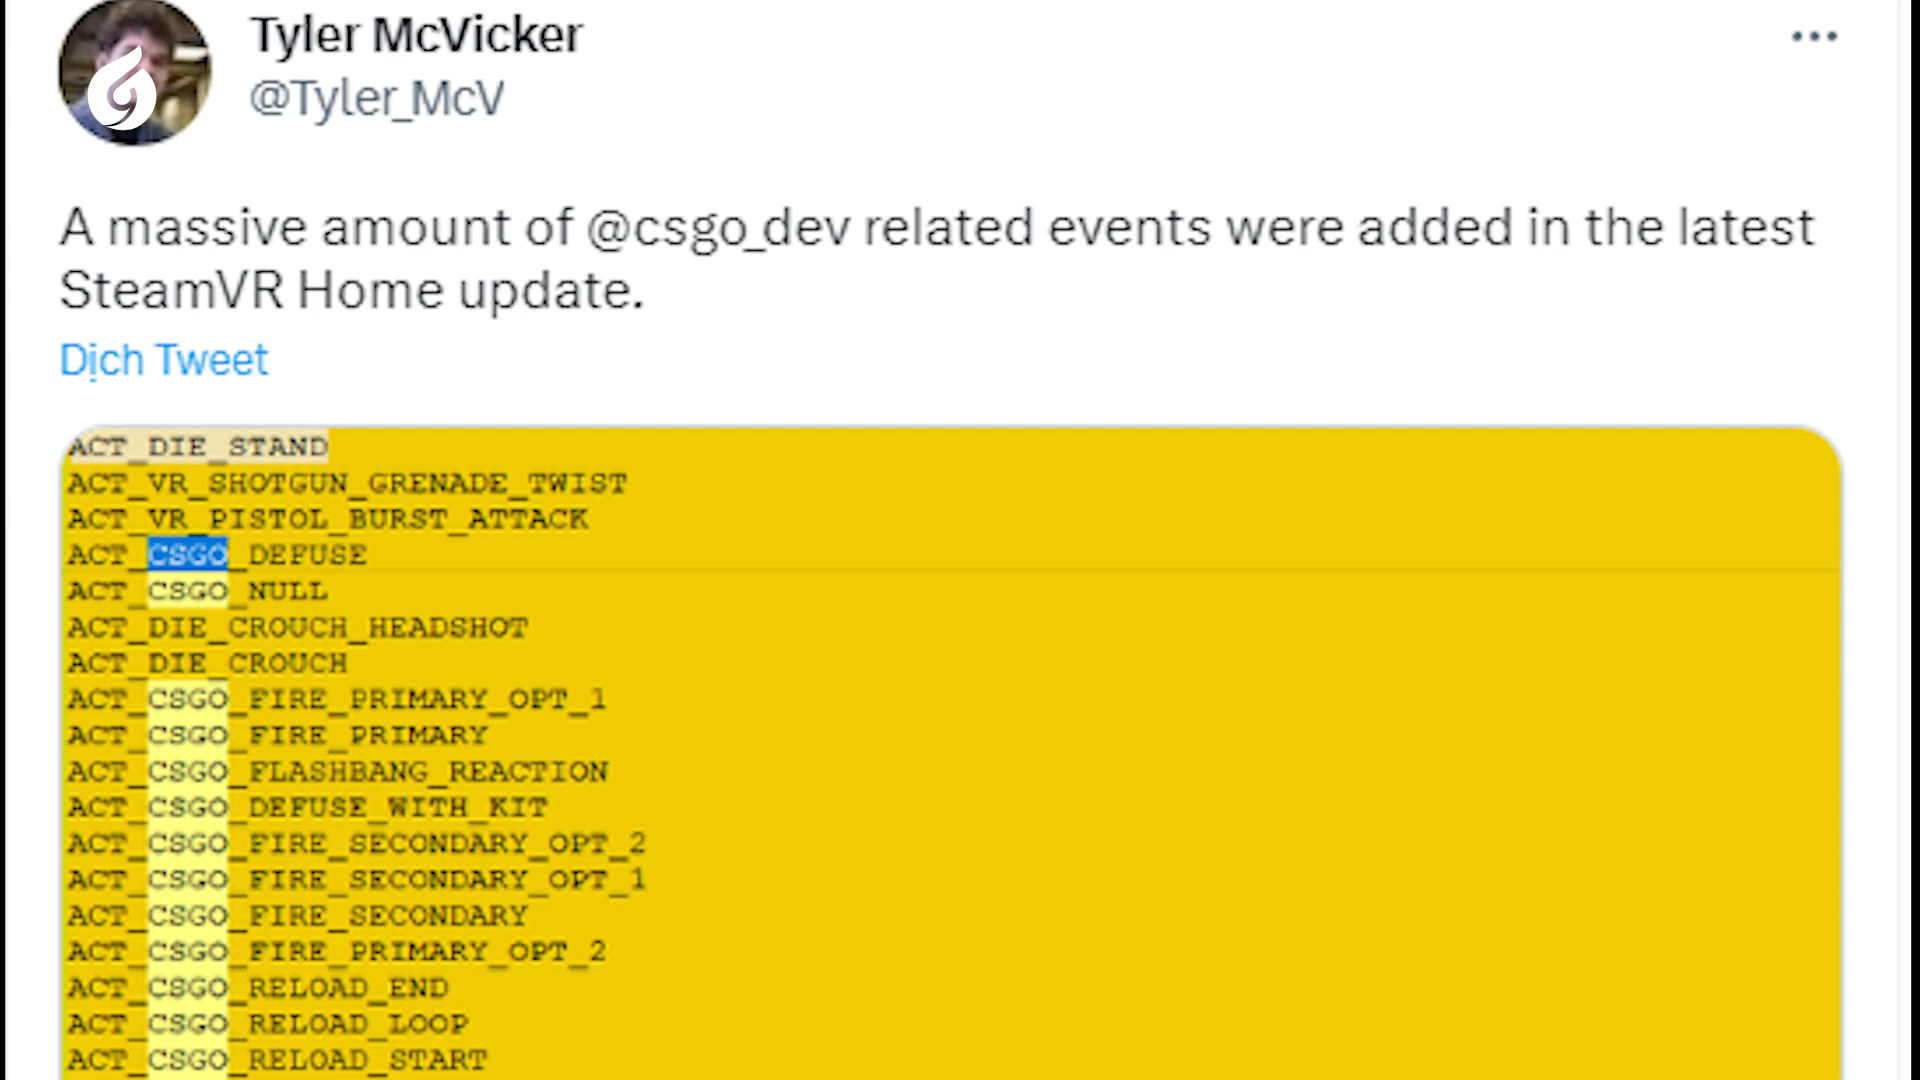 Tyler McVicker
@Tyler_McV
A massive amount of @csgo_dev related events were added in the latest
SteamVR Home update.
Dịch Tweet
ACT_DIE_STAND
ACT_VR_SHOTGUN_GRENADE_TWIST
ACT_VR_PISTOL_BURST_ATTACK
ACT_CSGO_DEFUSE
ACT_CSGO_NULL
ACT_DIE_CROUCH_HEADSHOT
ACT_DIE_CROUCH
ACT_CSGO_FIRE_PRIMARY_OPT_1
ACT_CSGO_FIRE_PRIMARY
ACT_CSGO_FLASHBANG_REACTION
ACT_CSGO_DEFUSE_WITH_KIT
ACT_CSGO_FIRE_SECONDARY_OPT_2
ACT_CSGO_FIRE_SECONDARY_OPT_1
ACT_CSGO_FIRE_SECONDARY
ACT_CSGO_FIRE_PRIMARY_OPT_2
ACT_CSGO_RELOAD_END
ACT_CSGO_RELOAD_LOOP
ACT_CSGO_RELOAD_START